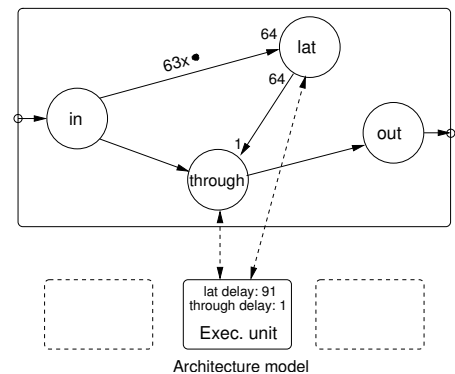 64
lat
63x
64
in
out
1
through
lat delay: 91
through delay: 1
Exec. unit
Architecture model